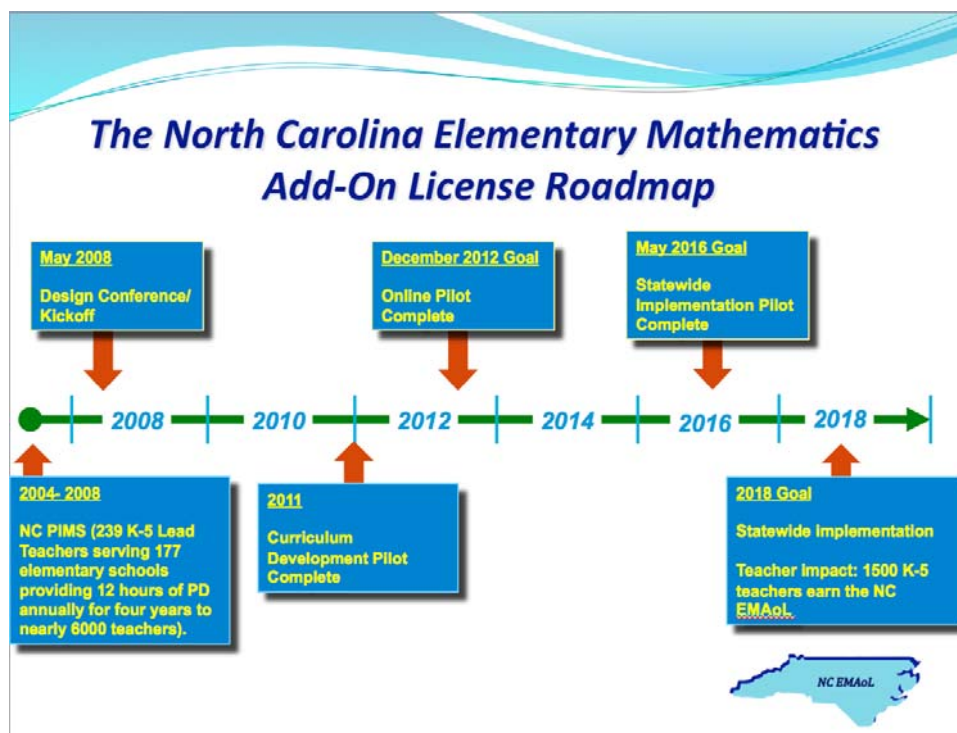 The North Carolina Elementary Mathematics
Add-On License Roadmap
May 2008
Design Conference/
Kickoff
December 2012 Goal
Online Pilot
Complete
May 2016 Goal
Statewide
Implementation Pilot
Complete
2008
2010
2012
2014
2016
2018
2004- 2008
NC PIMS (239 K-5 Lead
Teachers serving 177
elementary schools
providing 12 hours of PD
annually for four years to
nearly 6000 teachers).
2011
Curriculum
Development Pilot
Complete
2018 Goal
Statewide Implementation
Teacher Impact: 1500 K-5
teachers earn the NC
EMAoL
NC EMAoL